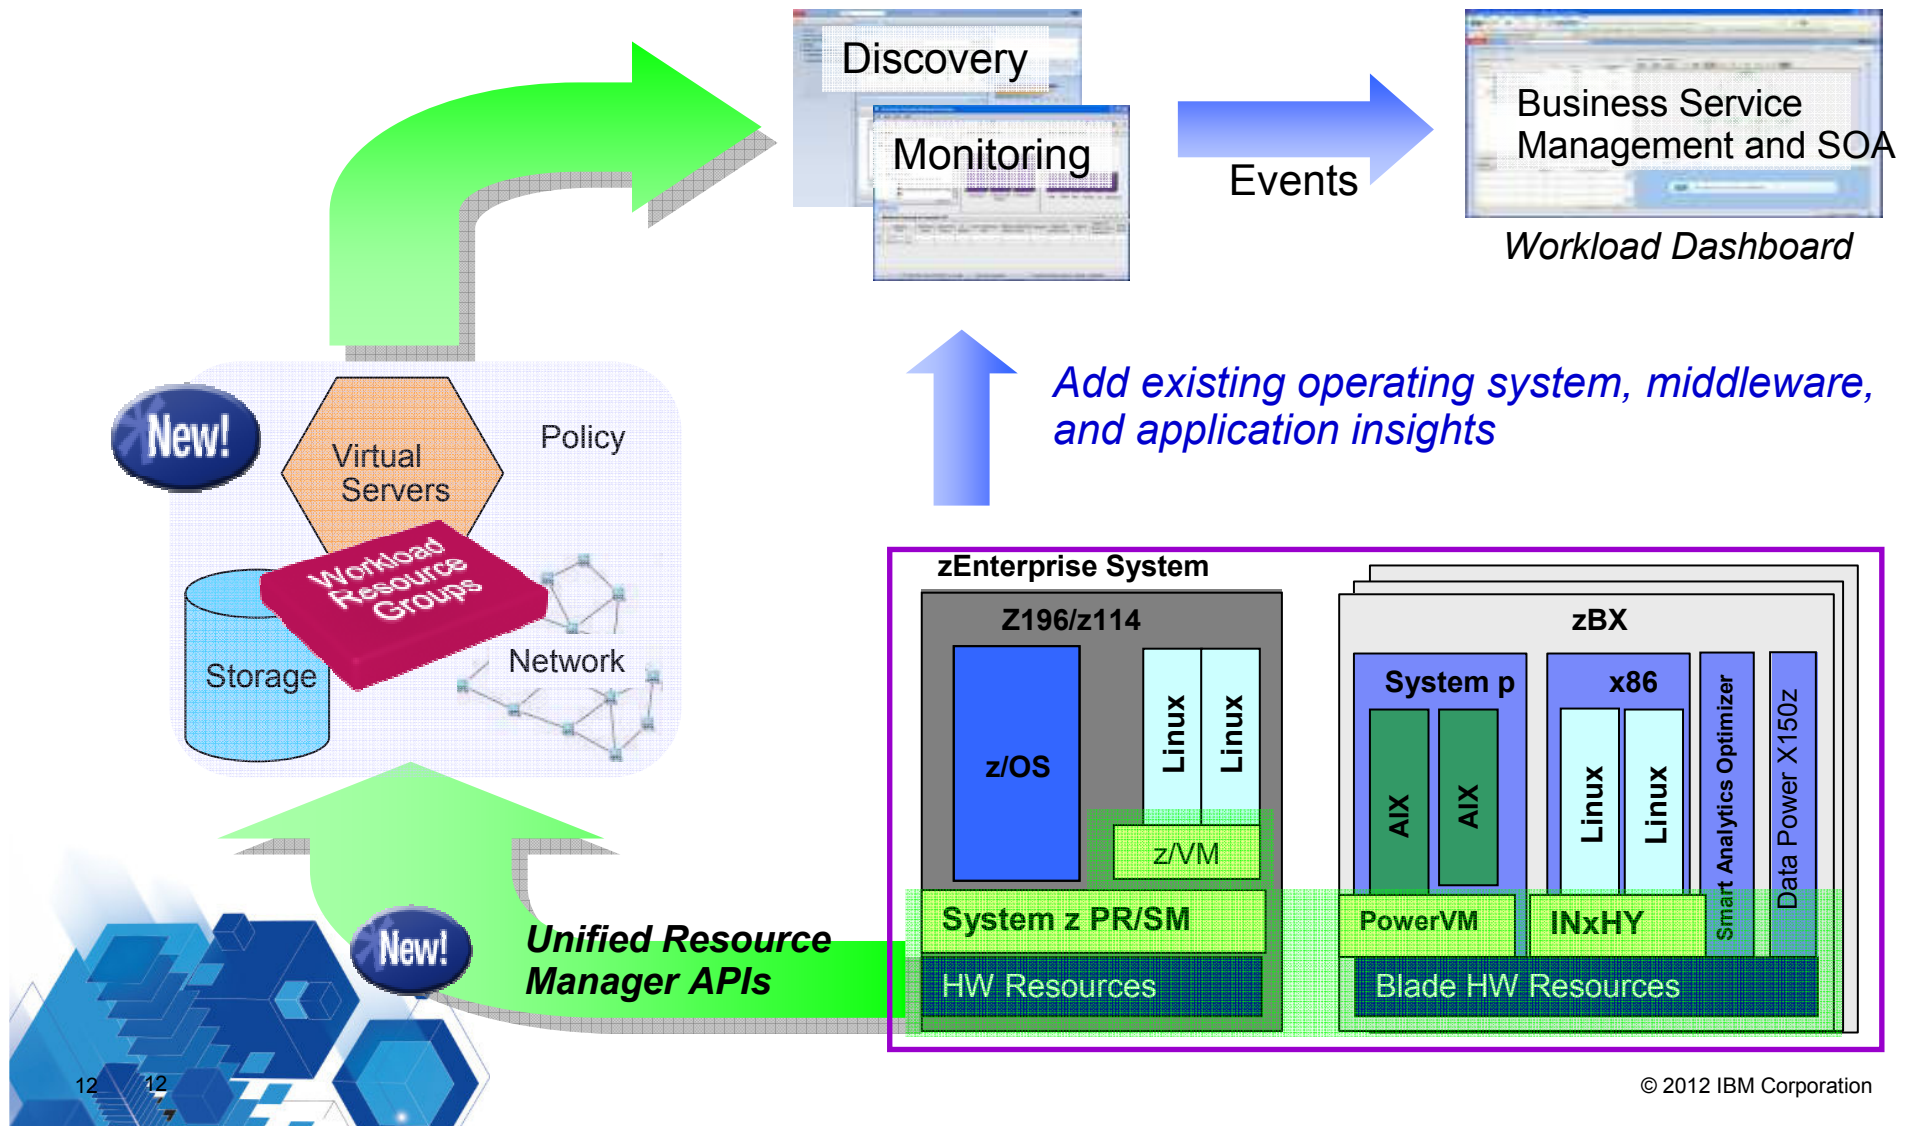 Discovery
Monitoring
Events
Business Service
Management and SOA
Workload Dashboard
Add existing operating system, middleware,
and application insights
New!
Virtual
Servers
Policy
Workload
Resource
Groups
Storage
Network
New!
Unified Resource
Manager APIs
zEnterprise System
Z196/z114
z/OS
Linux
Linux
z/VM
System z PR/SM
HW Resources
zBX
System p
AIX
AIX
PowerVM
x86
Linux
Linux
INxHY
Smart Analytics Optimizer
Data Power X150z
Blade HW Resources
12
12
© 2012 IBM Corporation